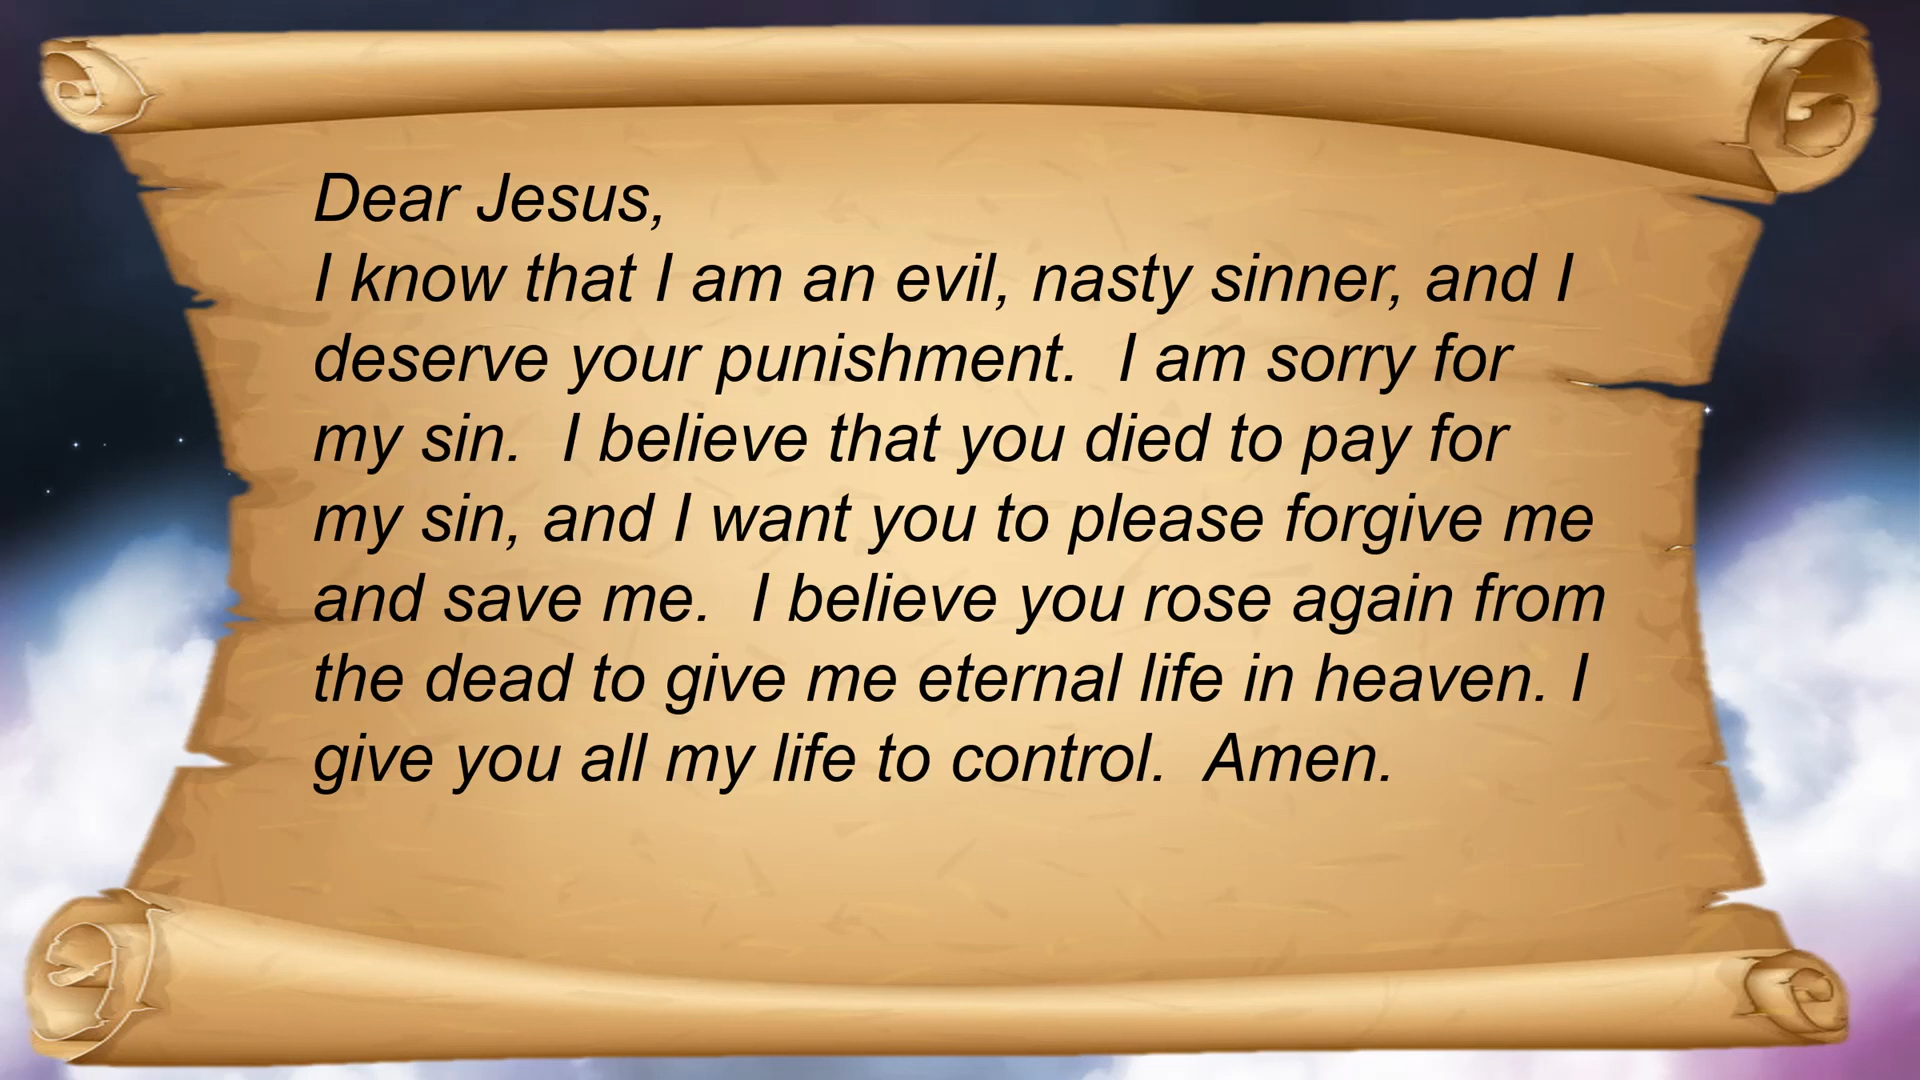 Dear Jesus,
I know that I am an evil, nasty sinner, and I
deserve your punishment.  I am sorry for
my sin.  I believe that you died to pay for
my sin, and I want you to please forgive me
and save me.  I believe you rose again from
the dead to give me eternal life in heaven. I
give you all my life to control.  Amen.